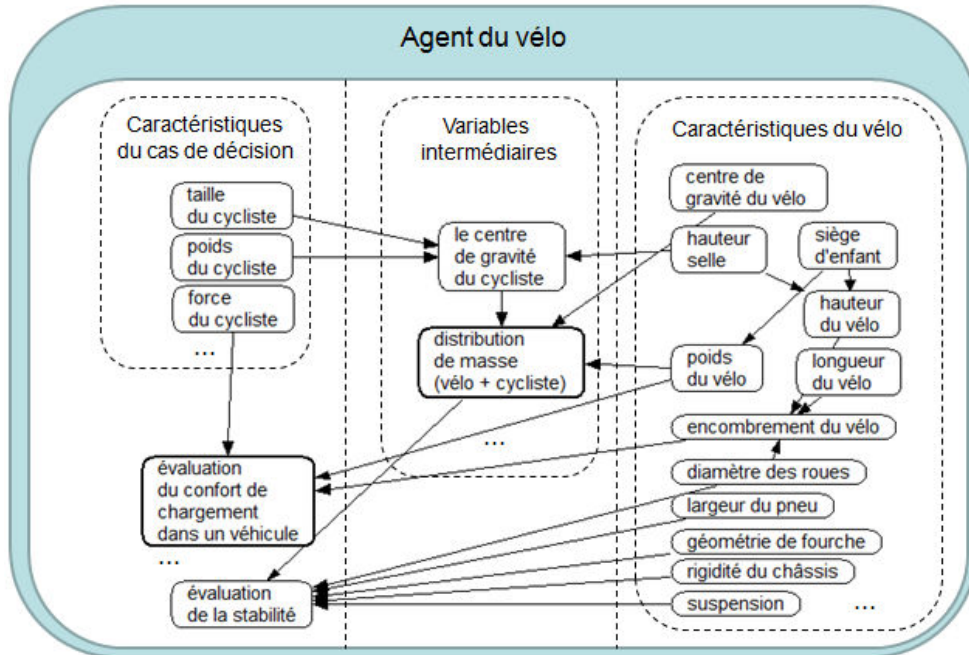 Agent du vélo
Caractéristiques
du cas de décision
taille
du cycliste
poids
du cycliste
force
du cycliste
...
évaluation
du confort de
chargement
dans un véhicule
...
évaluation
de la stabilité
Variables
intermédiaires
le centre
de gravité
du cycliste
distribution
de masse
(vélo + cycliste)
...
Caractéristiques du vélo
centre de
gravité du vélo
hauteur
selle
siège
d'enfant
hauteur
du vélo
poids
du vélo
longueur
du vélo
encombrement du vélo
diamètre des roues
largeur du pneu
géométrie de fourche
rigidité du châssis
suspension
...